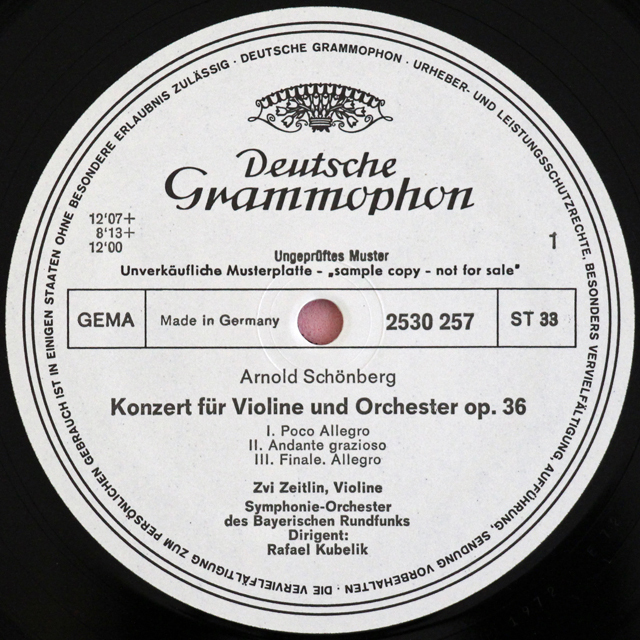 DEUTSCHE GRAMMOPHON · URHEBER- UND LEISTUNGSSCHUTZRECHTE, BESONDERS VERVIELFÄLTIGUNG, AUFFÜHRUNG, SENDUNG VORBEHALTEN · DIE VERVIELFÄLTIGUNG ZUM PERSÖNLICHEN GEBRAUCH IST IN EINIGEN STAATEN OHNE BESONDERE ERLAUBNIS ZULÄSSIG ·
Deutsche
Grammophon
12'07+
8'13+
12'00
1
Ungeprüftes Muster
Unverkäufliche Musterplatte - „sample copy - not for sale"
GEMA Made in Germany 2530 257 ST 33
Arnold Schönberg
Konzert für Violine und Orchester op. 36
I. Poco Allegro
II. Andante grazioso
III. Finale. Allegro
Zvi Zeitlin, Violine
Symphonie-Orchester
des Bayerischen Rundfunks
Dirigent:
Rafael Kubelik